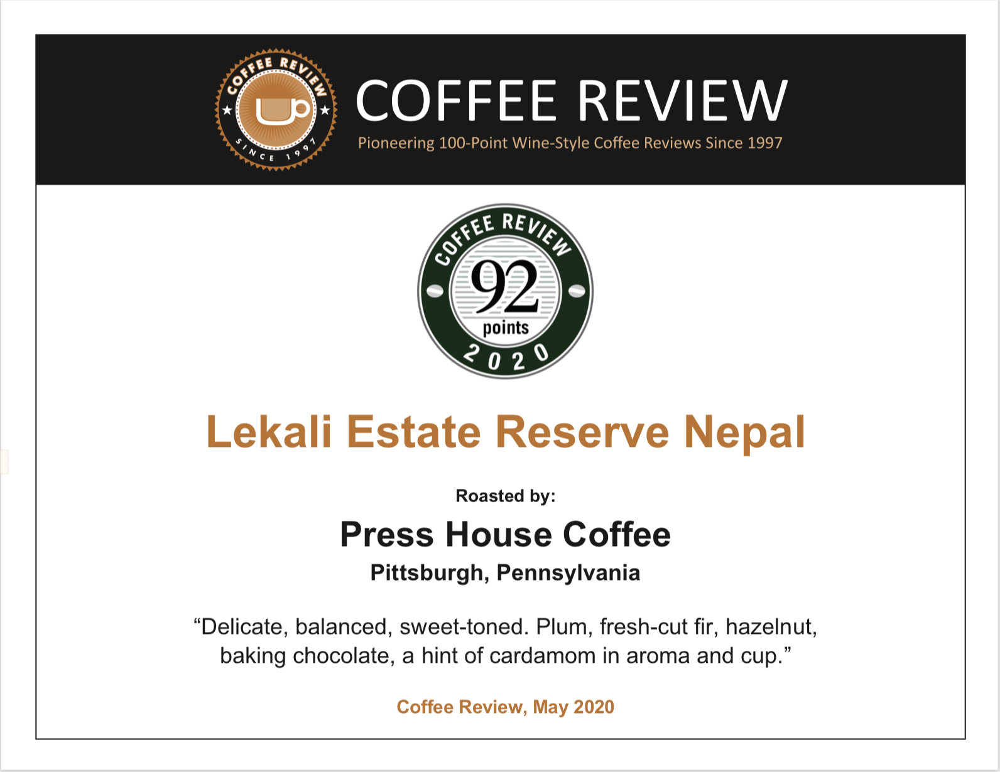 COFFEE REVIEW
SINCE 1997
COFFEE REVIEW
Pioneering 100-Point Wine-Style Coffee Reviews Since 1997
COFFEE REVIEW
92
points
2020
Lekali Estate Reserve Nepal
Roasted by:
Press House Coffee
Pittsburgh, Pennsylvania
“Delicate, balanced, sweet-toned. Plum, fresh-cut fir, hazelnut,
baking chocolate, a hint of cardamom in aroma and cup.”
Coffee Review, May 2020